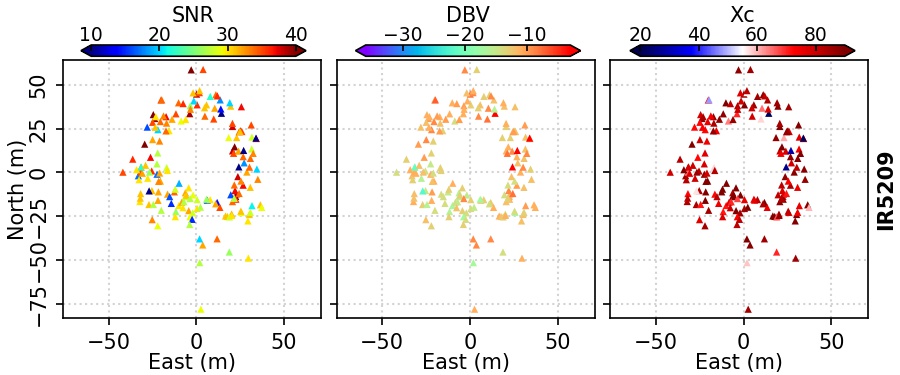 SNR DBV Xc
10 20 30 40 −30 −20 −10 20 40 60 80
50
25
0
−25
−50
−75
North (m)
IR5209
−50 0 50 −50 0 50 −50 0 50
East (m) East (m) East (m)